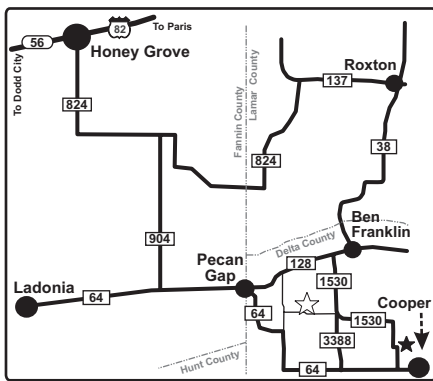 82
To Paris
56
Honey Grove
To Dodd City
Roxton
137
824
Fannin County
Lamar County
38
824
904
Ben
Franklin
Delta County
Pecan
Gap
128
Ladonia
64
1530
Cooper
64
1530
3388
Hunt County
64